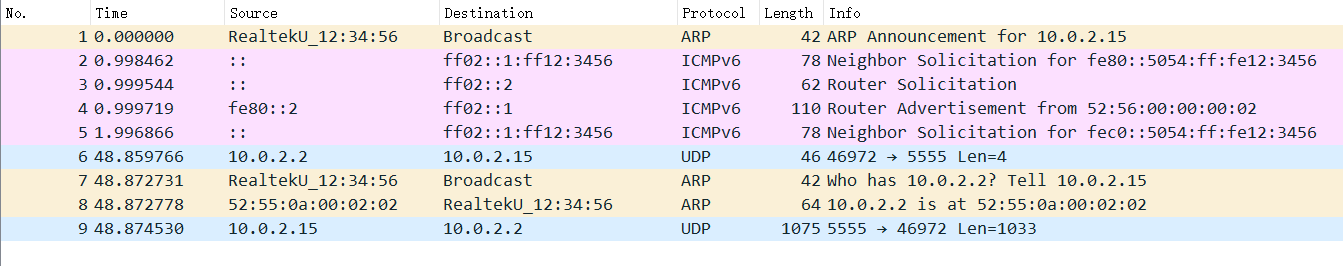 No. Time Source Destination Protocol Length Info
1 0.000000 RealtekU_12:34:56 Broadcast ARP 42 ARP Announcement for 10.0.2.15
2 0.998462 :: ff02::1:ff12:3456 ICMPv6 78 Neighbor Solicitation for fe80::5054:ff:fe12:3456
3 0.999544 :: ff02::2 ICMPv6 62 Router Solicitation
4 0.999719 fe80::2 ff02::1 ICMPv6 110 Router Advertisement from 52:56:00:00:00:02
5 1.996866 :: ff02::1:ff12:3456 ICMPv6 78 Neighbor Solicitation for fec0::5054:ff:fe12:3456
6 48.859766 10.0.2.2 10.0.2.15 UDP 46 46972 → 5555 Len=4
7 48.872731 RealtekU_12:34:56 Broadcast ARP 42 Who has 10.0.2.2? Tell 10.0.2.15
8 48.872778 52:55:0a:00:02:02 RealtekU_12:34:56 ARP 64 10.0.2.2 is at 52:55:0a:00:02:02
9 48.874530 10.0.2.15 10.0.2.2 UDP 1075 5555 → 46972 Len=1033